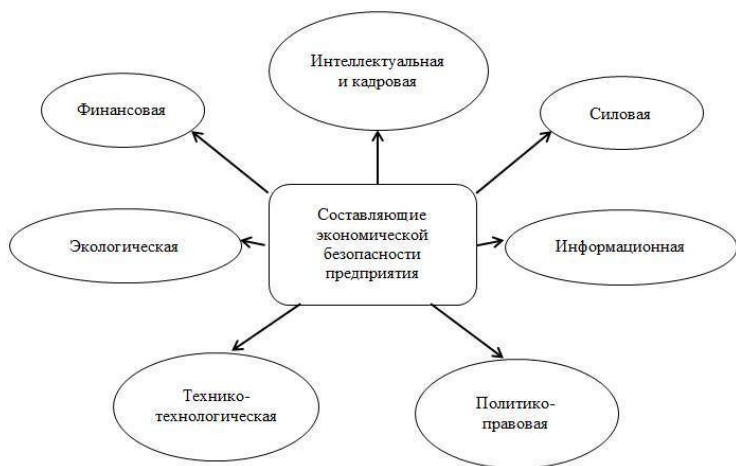 Интеллектуальная
и кадровая
Финансовая
Силовая
Составляющие
экономической
безопасности
предприятия
Экологическая
Информационная
Технико-
технологическая
Политико-
правовая